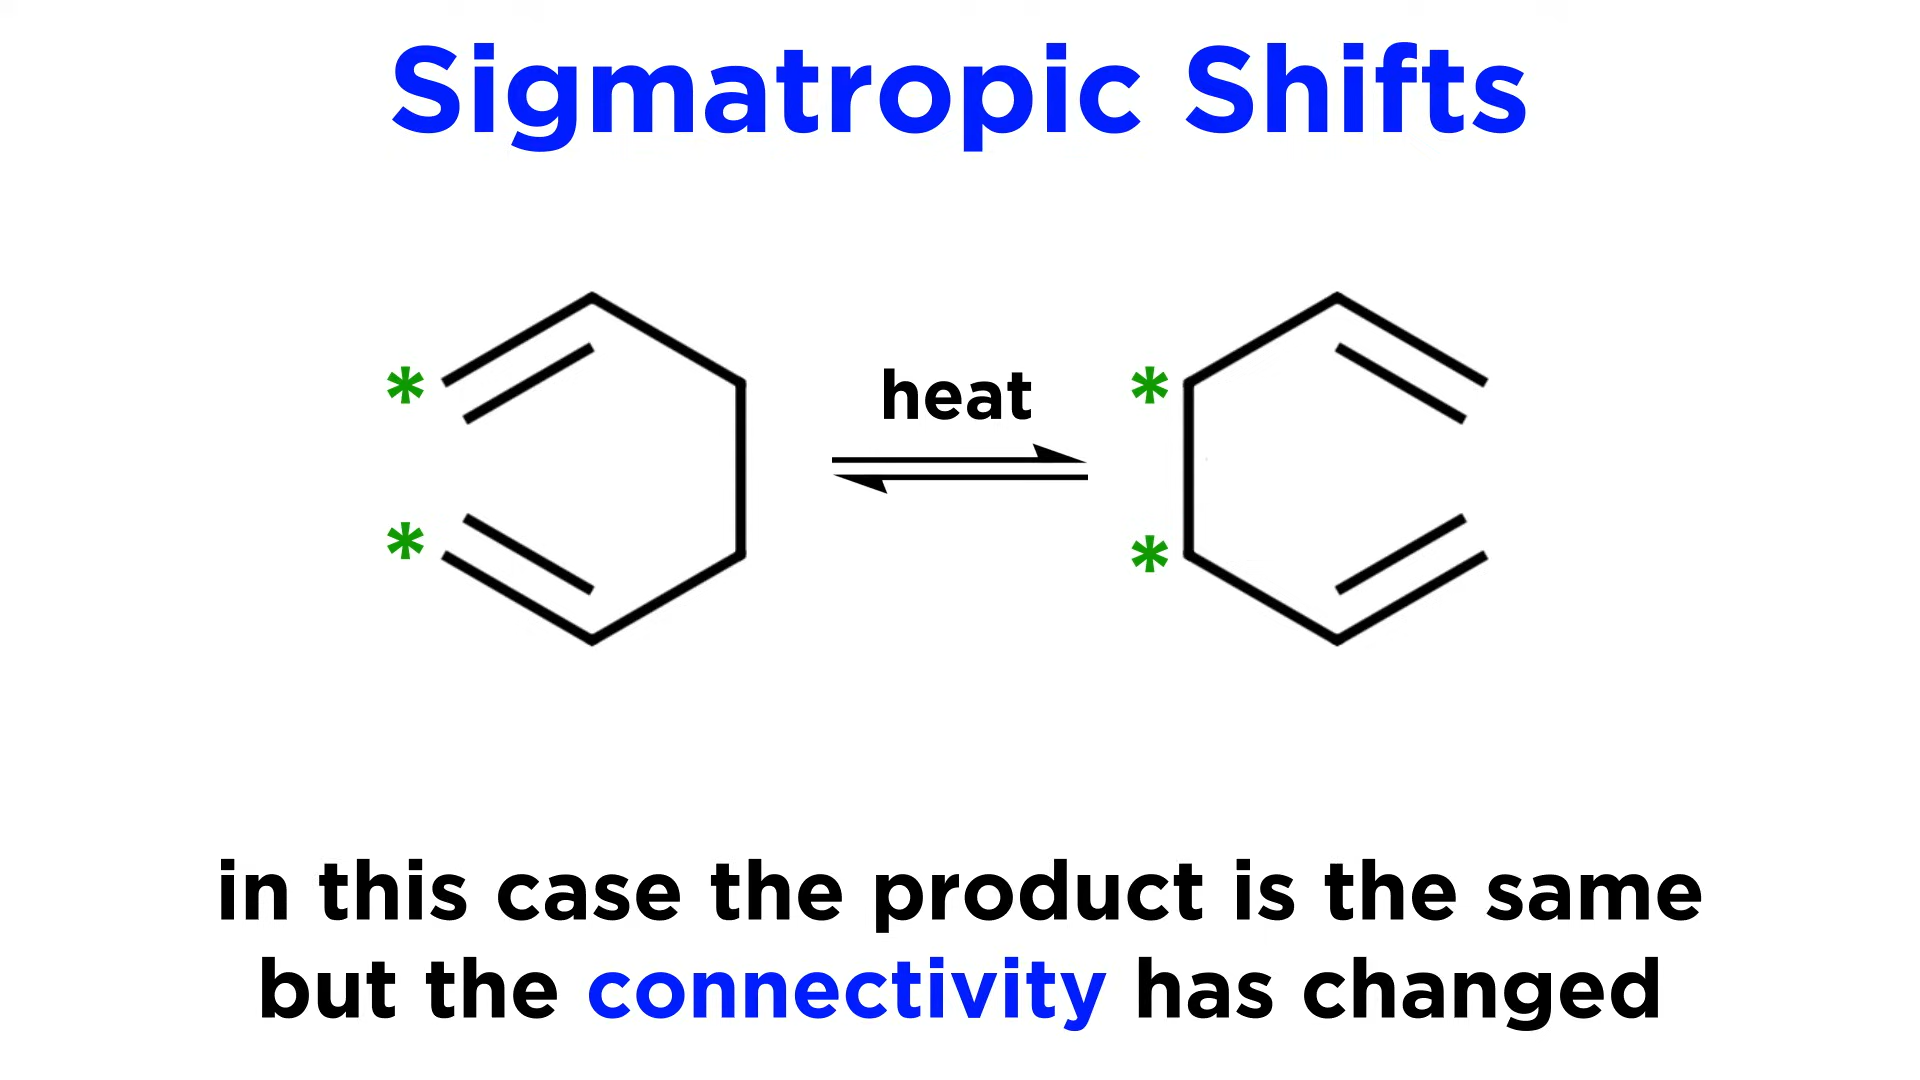 Sigmatropic Shifts
*
heat
*
*
*
in this case the product is the same
but the connectivity has changed